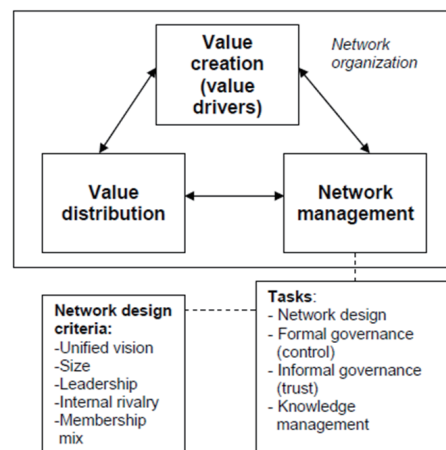 Value
creation
(value
drivers)
Network
organization
Value
distribution
Network
management
Network design
criteria:
-Unified vision
-Size
-Leadership
-Internal rivalry
-Membership
mix
Tasks:
- Network design
- Formal governance
(control)
- Informal governance
(trust)
- Knowledge
management